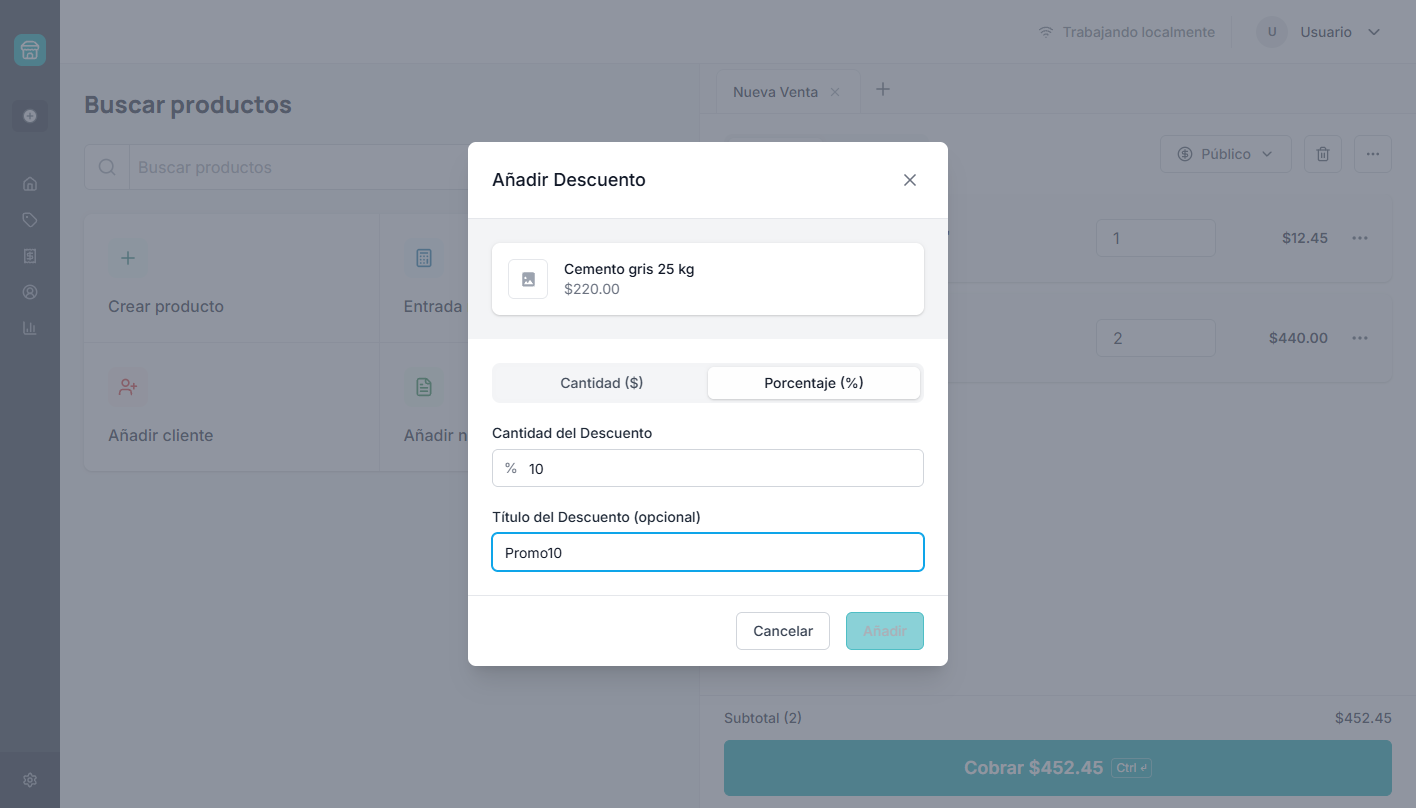 Trabajando localmente
U
Usuario
Buscar productos
Buscar productos
Crear producto
Entrada
Añadir cliente
Añadir n
Nueva Venta
Público
1
$12.45
2
$440.00
Añadir Descuento
Cemento gris 25 kg
$220.00
Cantidad ($)
Porcentaje (%)
Cantidad del Descuento
% 10
Título del Descuento (opcional)
Promo10
Cancelar
Añadir
Subtotal (2)
$452.45
Cobrar $452.45 Ctrl ↵